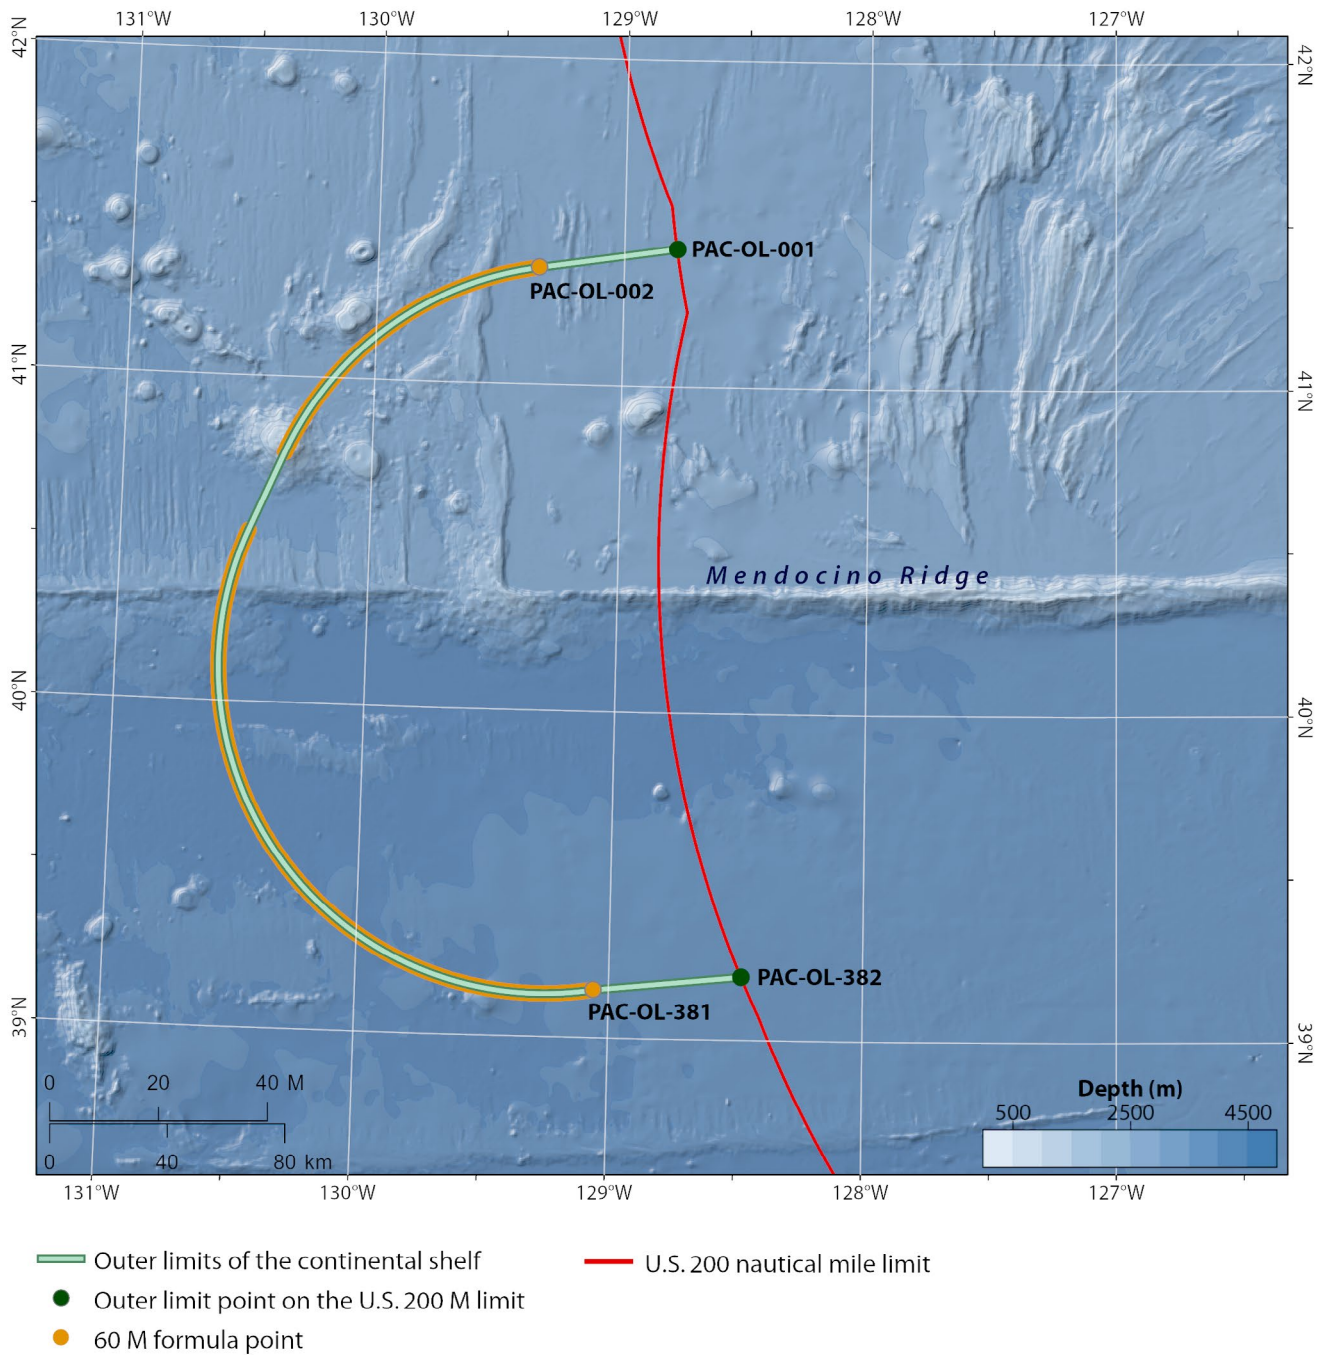 131°W 130°W 129°W 128°W 127°W
42°N 42°N
PAC-OL-001
PAC-OL-002
41°N 41°N
Mendocino Ridge
40°N 40°N
PAC-OL-382
PAC-OL-381
39°N 39°N
0 20 40 M
0 40 80 km
Depth (m)
500 2500 4500
131°W 130°W 129°W 128°W 127°W
Outer limits of the continental shelf
U.S. 200 nautical mile limit
Outer limit point on the U.S. 200 M limit
60 M formula point